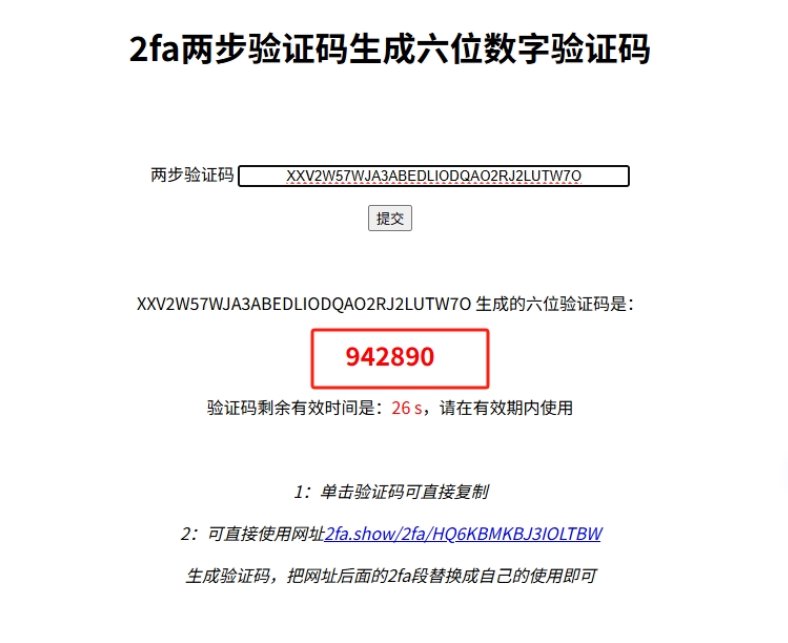 2fa两步验证码生成六位数字验证码
两步验证码 XXV2W57WJA3ABEDLIODQAO2RJ2LUTW7O
提交
XXV2W57WJA3ABEDLIODQAO2RJ2LUTW7O 生成的六位验证码是：
942890
验证码剩余有效时间是：26 s，请在有效期内使用
1：单击验证码可直接复制
2：可直接使用网址2fa.show/2fa/HQ6KBMKBJ3IOLTBW
生成验证码，把网址后面的2fa段替换成自己的使用即可